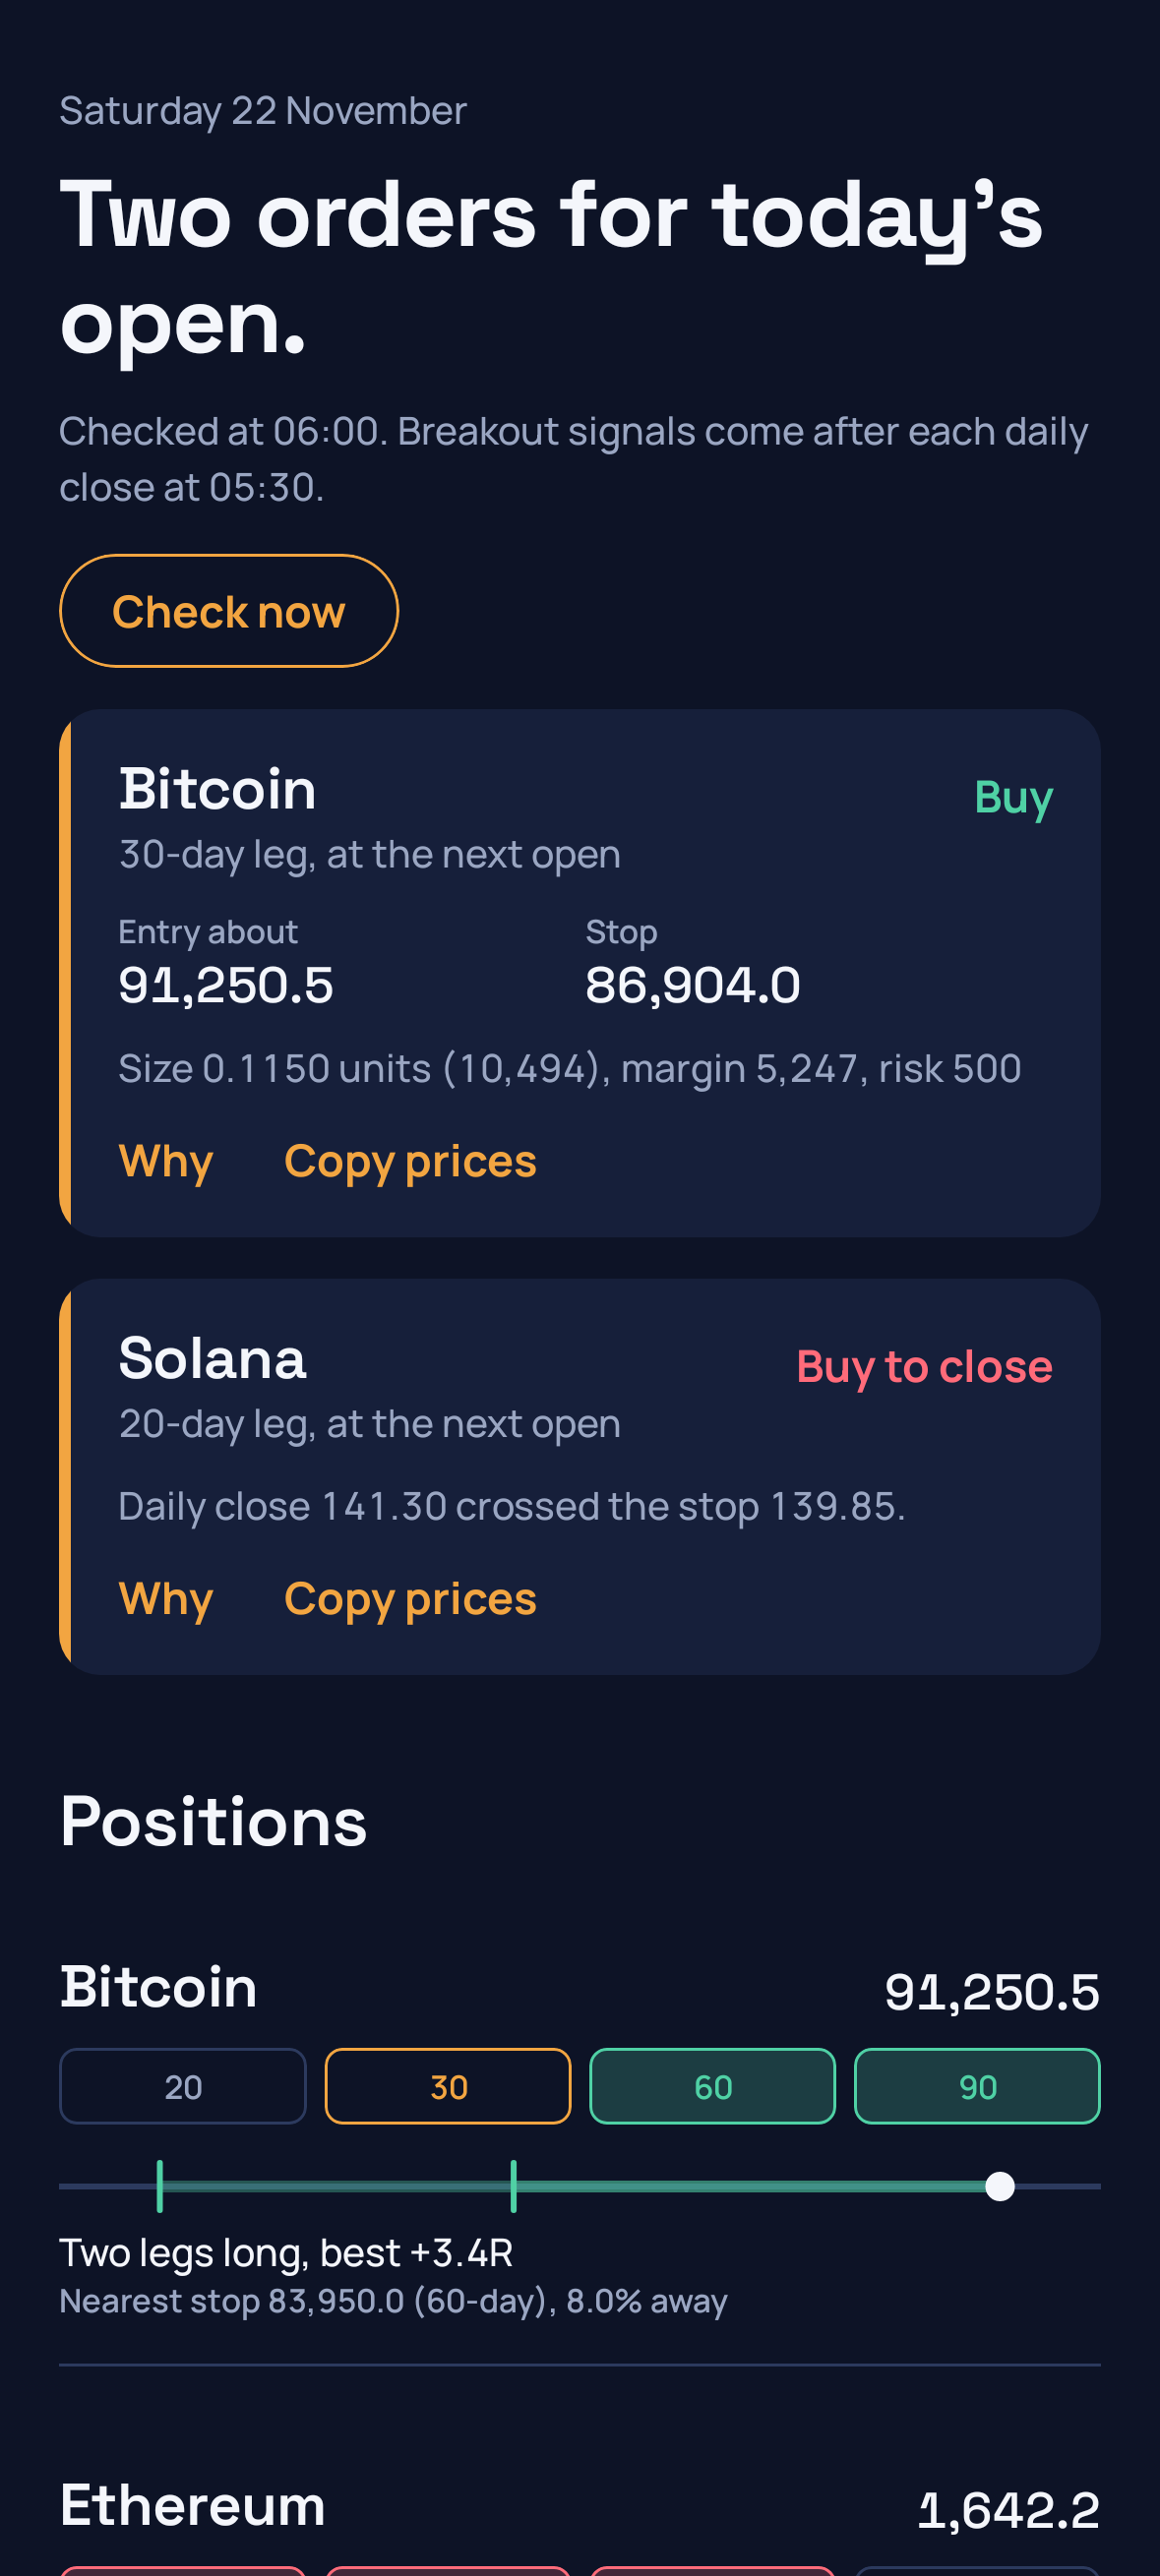 Saturday 22 November
Two orders for today’s
open.
Checked at 06:00. Breakout signals come after each daily
close at 05:30.
Check now
Bitcoin
Buy
30-day leg, at the next open
Entry about
Stop
91,250.5
86,904.0
Size 0.1150 units (10,494), margin 5,247, risk 500
Why
Copy prices
Solana
Buy to close
20-day leg, at the next open
Daily close 141.30 crossed the stop 139.85.
Why
Copy prices
Positions
Bitcoin
91,250.5
20
30
60
90
Two legs long, best +3.4R
Nearest stop 83,950.0 (60-day), 8.0% away
Ethereum
1,642.2